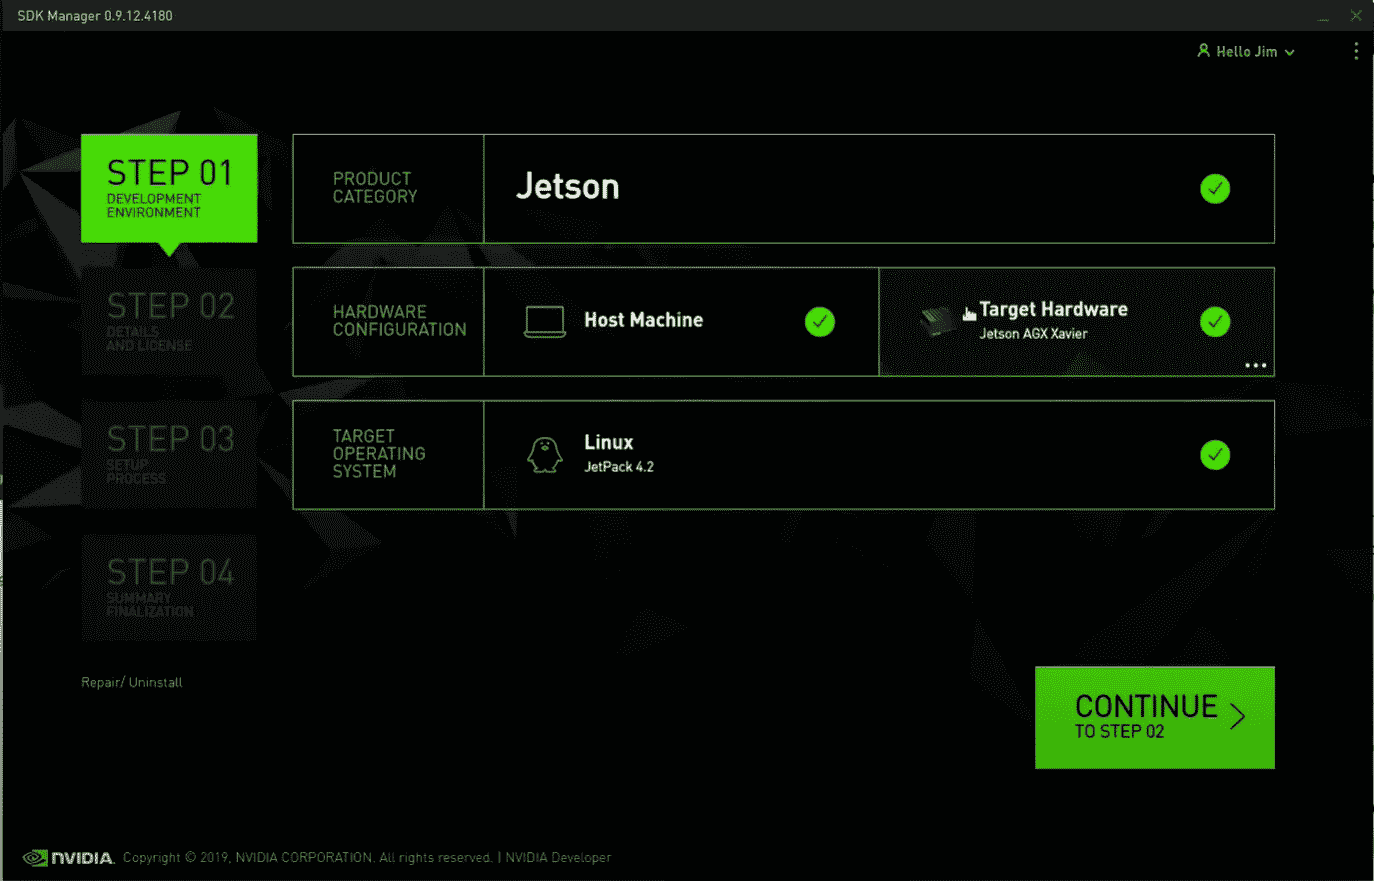 SDK Manager 0.9.12.4180
Hello Jim
STEP 01
DEVELOPMENT
ENVIRONMENT
PRODUCT
CATEGORY
Jetson
STEP 02
DETAILS
AND LICENSE
HARDWARE
CONFIGURATION
Host Machine
Target Hardware
Jetson AGX Xavier
STEP 03
SETUP
PROCESS
TARGET
OPERATING
SYSTEM
Linux
JetPack 4.2
STEP 04
SUMMARY
FINALIZATION
Repair/ Uninstall
CONTINUE
TO STEP 02
NVIDIA. Copyright © 2019, NVIDIA CORPORATION. All rights reserved. | NVIDIA Developer